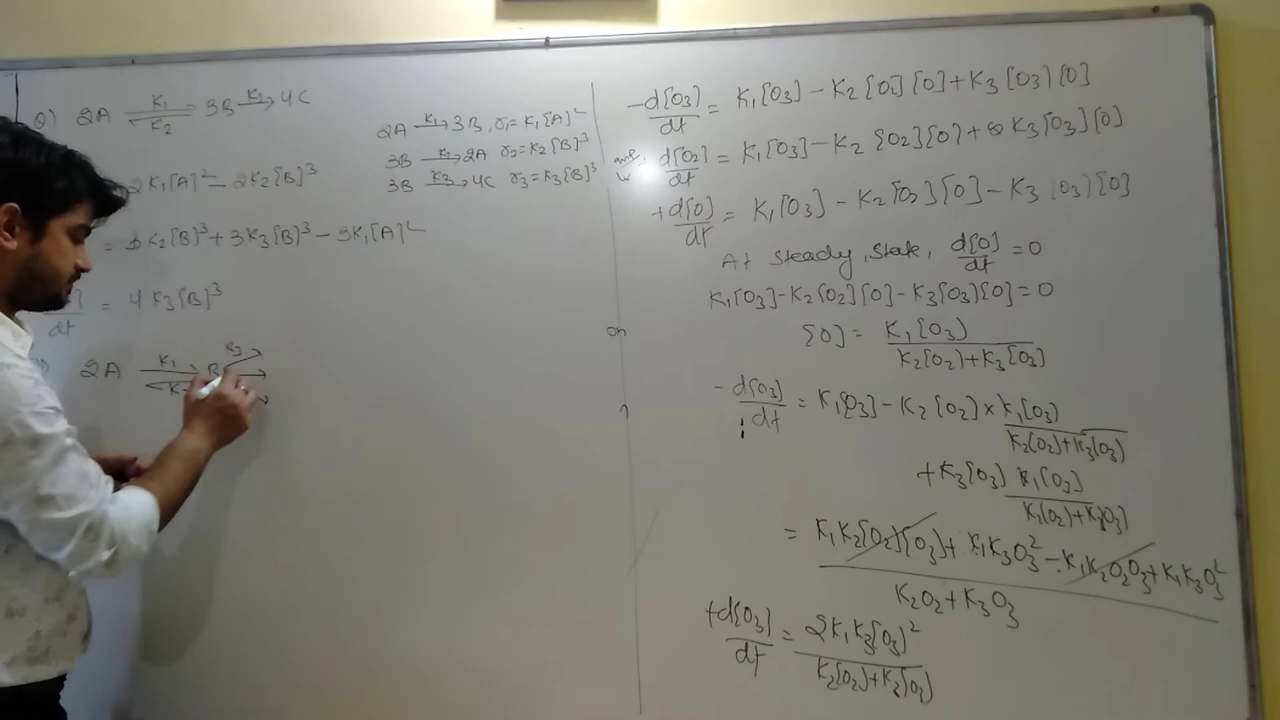 Q) 2A K1 K2 3B K3 4C
2A K1 3B, r1 = K1[A]²
3B K2 2A r2 = K2[B]³
3B K3 4C r3 = K3[B]³
2K1[A]² - 2K2[B]³
= 3K2[B]³ + 3K3[B]³ - 3K1[A]²
dt = 4K3[B]³
2A K1 B K3
-d[O3]/dt = K1[O3] - K2[O2][O] + K3[O3][O]
d[O2]/dt = K1[O3] - K2[O2][O] + K3[O3][O]
+d[O]/dt = K1[O3] - K2[O2][O] - K3[O3][O]
At steady state, d[O]/dt = 0
K1[O3] - K2[O2][O] - K3[O3][O] = 0
[O] = K1[O3]/K2[O2] + K3[O3]
-d[O3]/dt = K1[O3] - K2[O2] × K1[O3]/K2[O2] + K3[O3]
+ K3[O3] K1[O3]/K2[O2] + K3[O3]
= K1K2[O2][O3] + K1K3O3² - K1K2O2O3 + K1K3O3²/K2O2 + K3O3
+d[O3]/dt = 2K1K3[O3]²/K2[O2] + K3[O3]